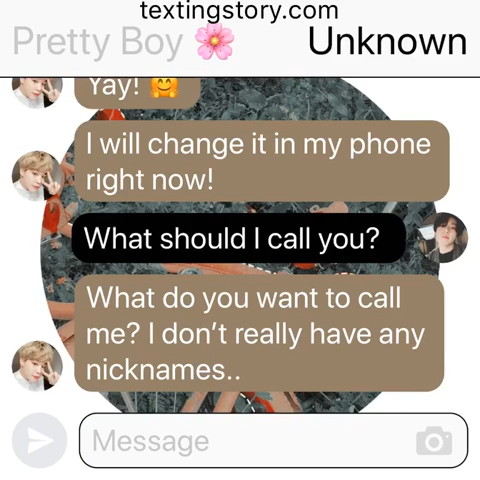 textingstory.com
Pretty Boy 🌸 Unknown
Yay! 🤗
I will change it in my phone
right now!
What should I call you?
What do you want to call
me? I don’t really have any
nicknames..
Message